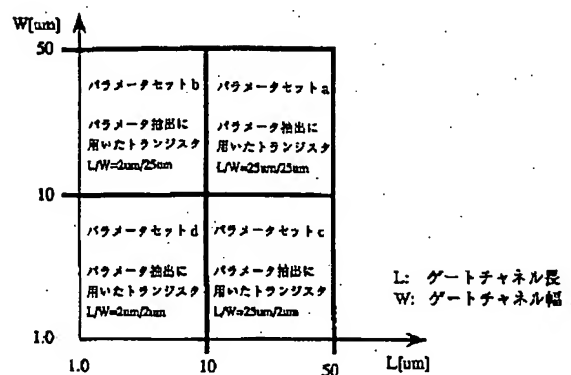 W[um]
50
パラメータセットb
パラメータ抽出に
用いたトランジスタ
L/W=2um/25um
パラメータセットa
パラメータ抽出に
用いたトランジスタ
L/W=25um/25um
10
パラメータセットd
パラメータ抽出に
用いたトランジスタ
L/W=2um/2um
パラメータセットc
パラメータ抽出に
用いたトランジスタ
L/W=25um/2um
L: ゲートチャネル長
W: ゲートチャネル幅
1.0
1.0
10
50
L[um]